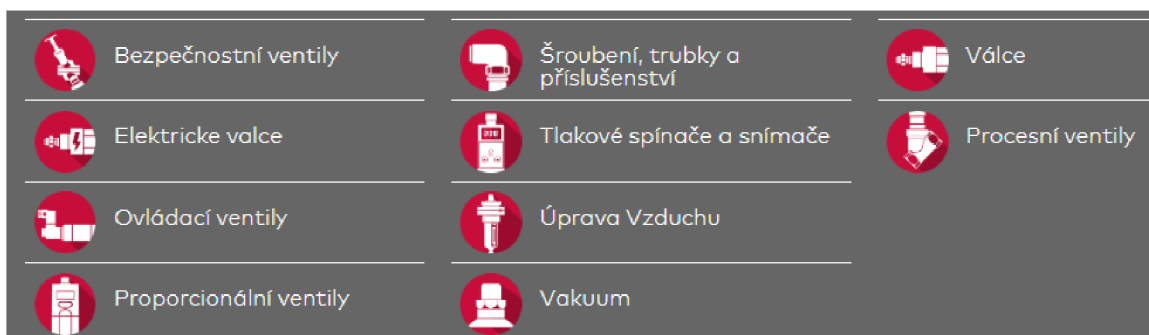 Bezpečnostní ventily
Elektricke valce
Ovládací ventily
Proporcionální ventily
Šroubení, trubky a
příslušenství
Tlakové spínače a snímače
Úprava Vzduchu
Vakuum
Válce
Procesní ventily